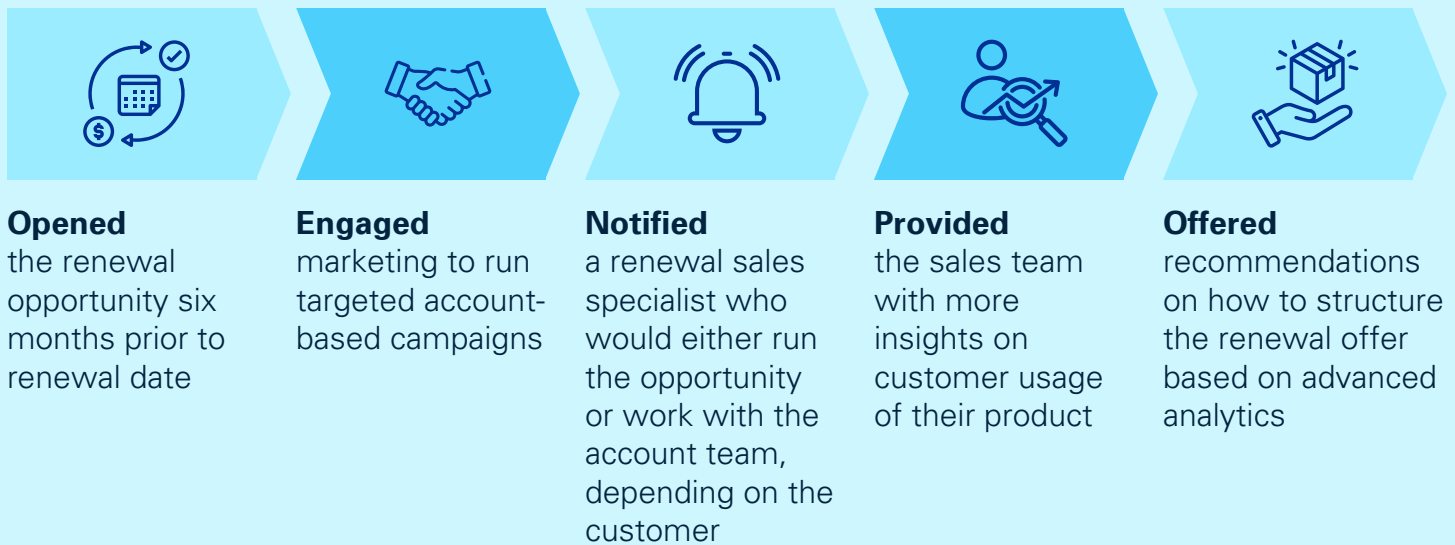 Opened
the renewal
opportunity six
months prior to
renewal date
Engaged
marketing to run
targeted account-
based campaigns
Notified
a renewal sales
specialist who
would either run
the opportunity
or work with the
account team,
depending on the
customer
Provided
the sales team
with more
insights on
customer usage
of their product
Offered
recommendations
on how to structure
the renewal offer
based on advanced
analytics